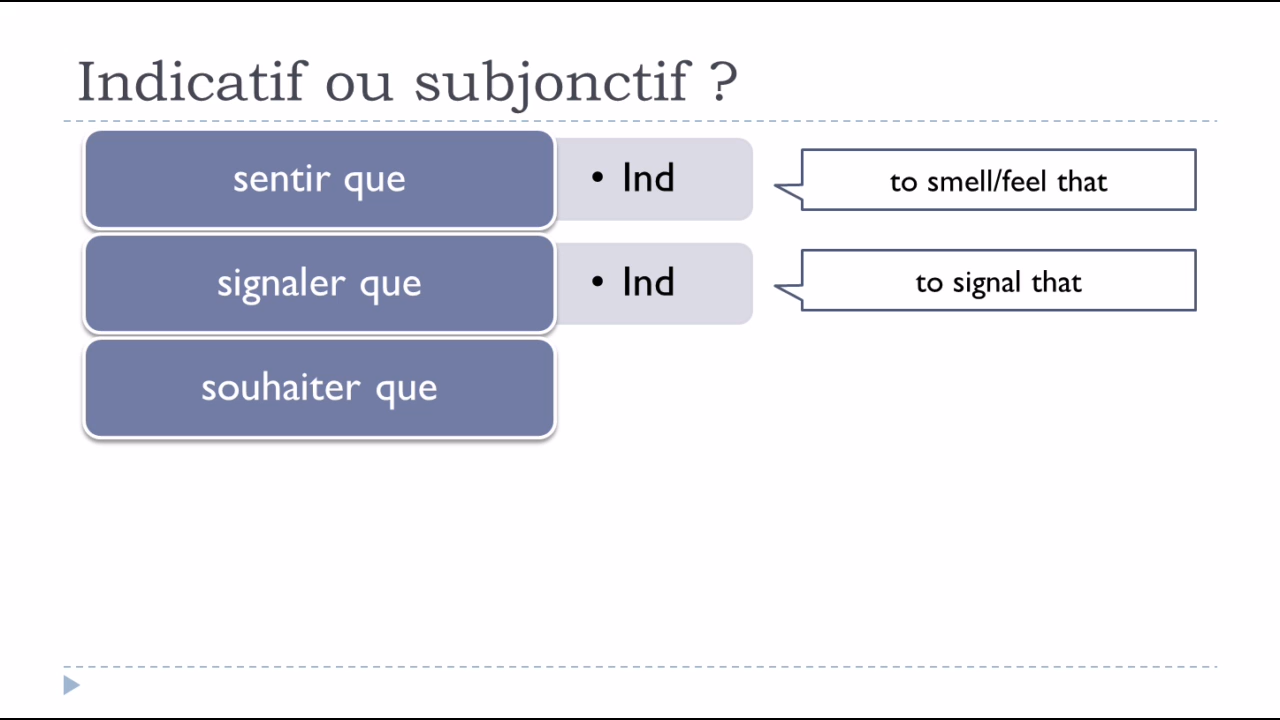 Indicatif ou subjonctif ?
sentir que
• Ind
to smell/feel that
signaler que
• Ind
to signal that
souhaiter que